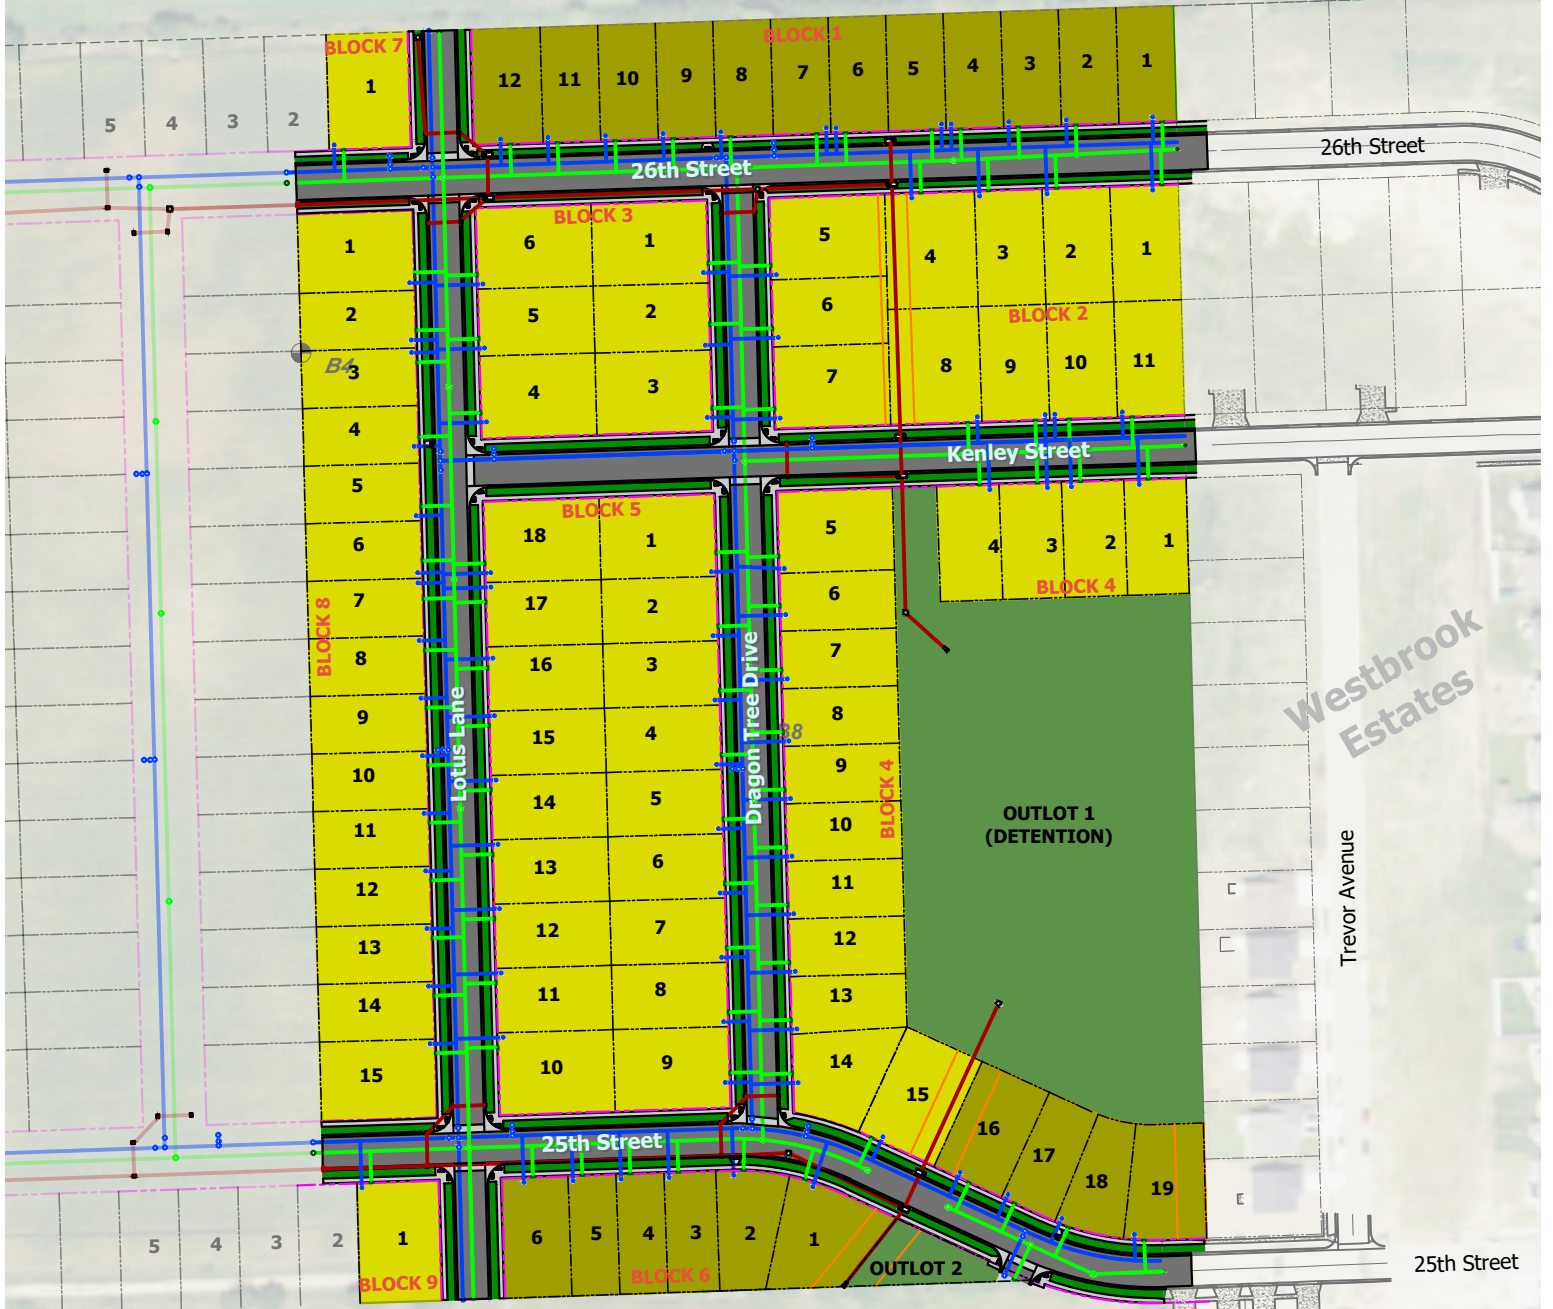 BLOCK 7
1
BLOCK 1
12 11 10 9 8 7 6 5 4 3 2 1
5 4 3 2
26th Street
26th Street
BLOCK 3
1
2
3
B4
4
5
6
7
8
9
10
11
12
13
14
15
BLOCK 8
6 1
5 2
4 3
5
6
7
4 3 2 1
BLOCK 2
8 9 10 11
Kenley Street
BLOCK 5
18 1
17 2
16 3
15 4
14 5
13 6
12 7
11 8
10 9
Lotus Lane
Dragon Tree Drive
5
6
7
8
B8
9
10
11
12
13
14
15
16
17
18
19
BLOCK 4
4 3 2 1
BLOCK 4
OUTLOT 1
(DETENTION)
Westbrook
Estates
Trevor Avenue
25th Street
5 4 3 2
1
BLOCK 9
6 5 4 3 2 1
BLOCK 6
OUTLOT 2
25th Street